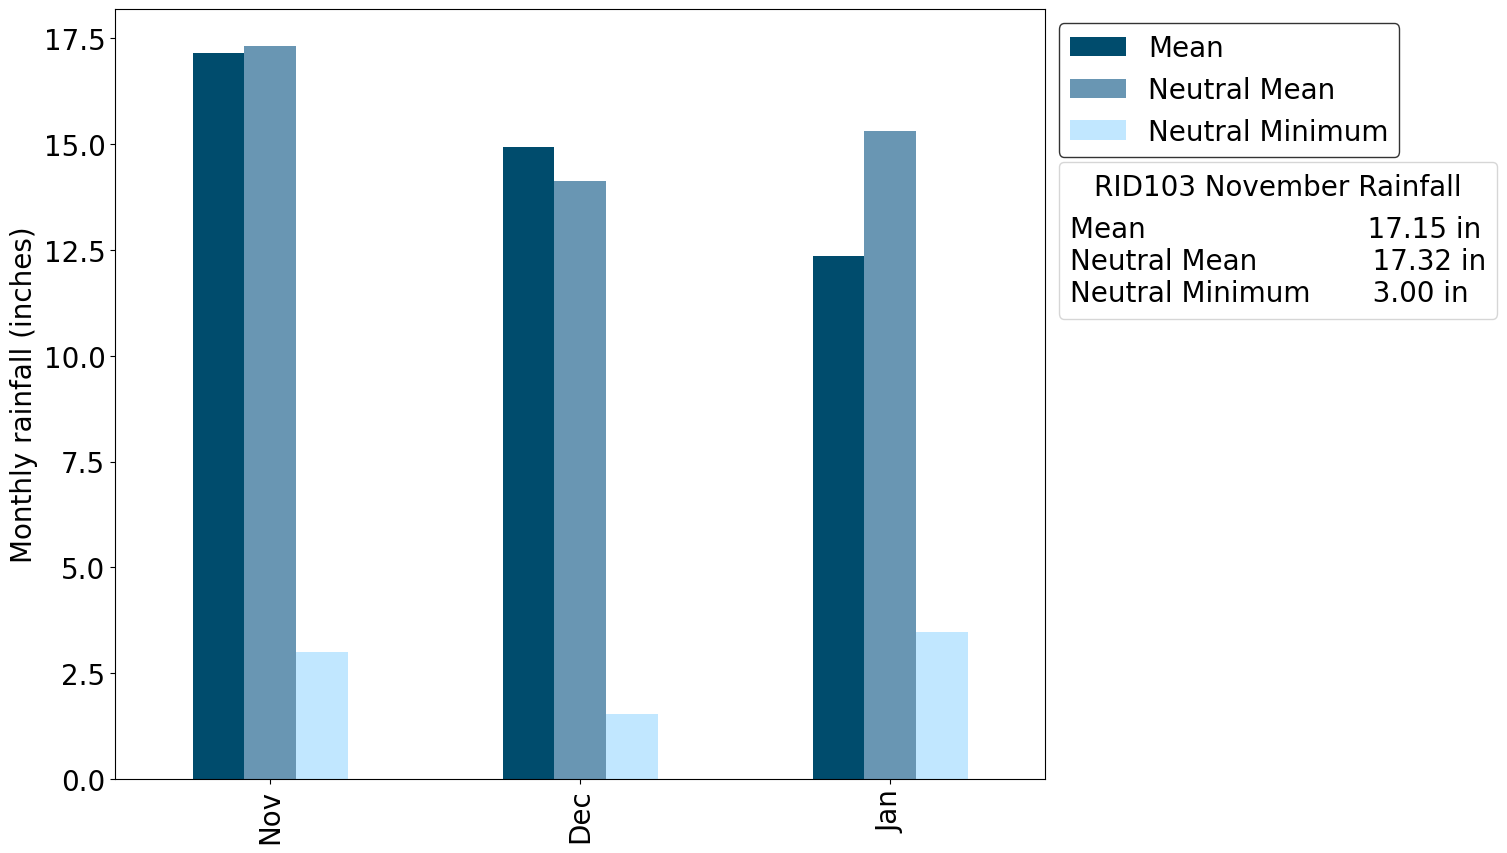 Monthly rainfall (inches)
17.5
15.0
12.5
10.0
7.5
5.0
2.5
0.0
Nov
Dec
Jan
Mean
Neutral Mean
Neutral Minimum
RID103 November Rainfall
Mean 17.15 in
Neutral Mean 17.32 in
Neutral Minimum 3.00 in